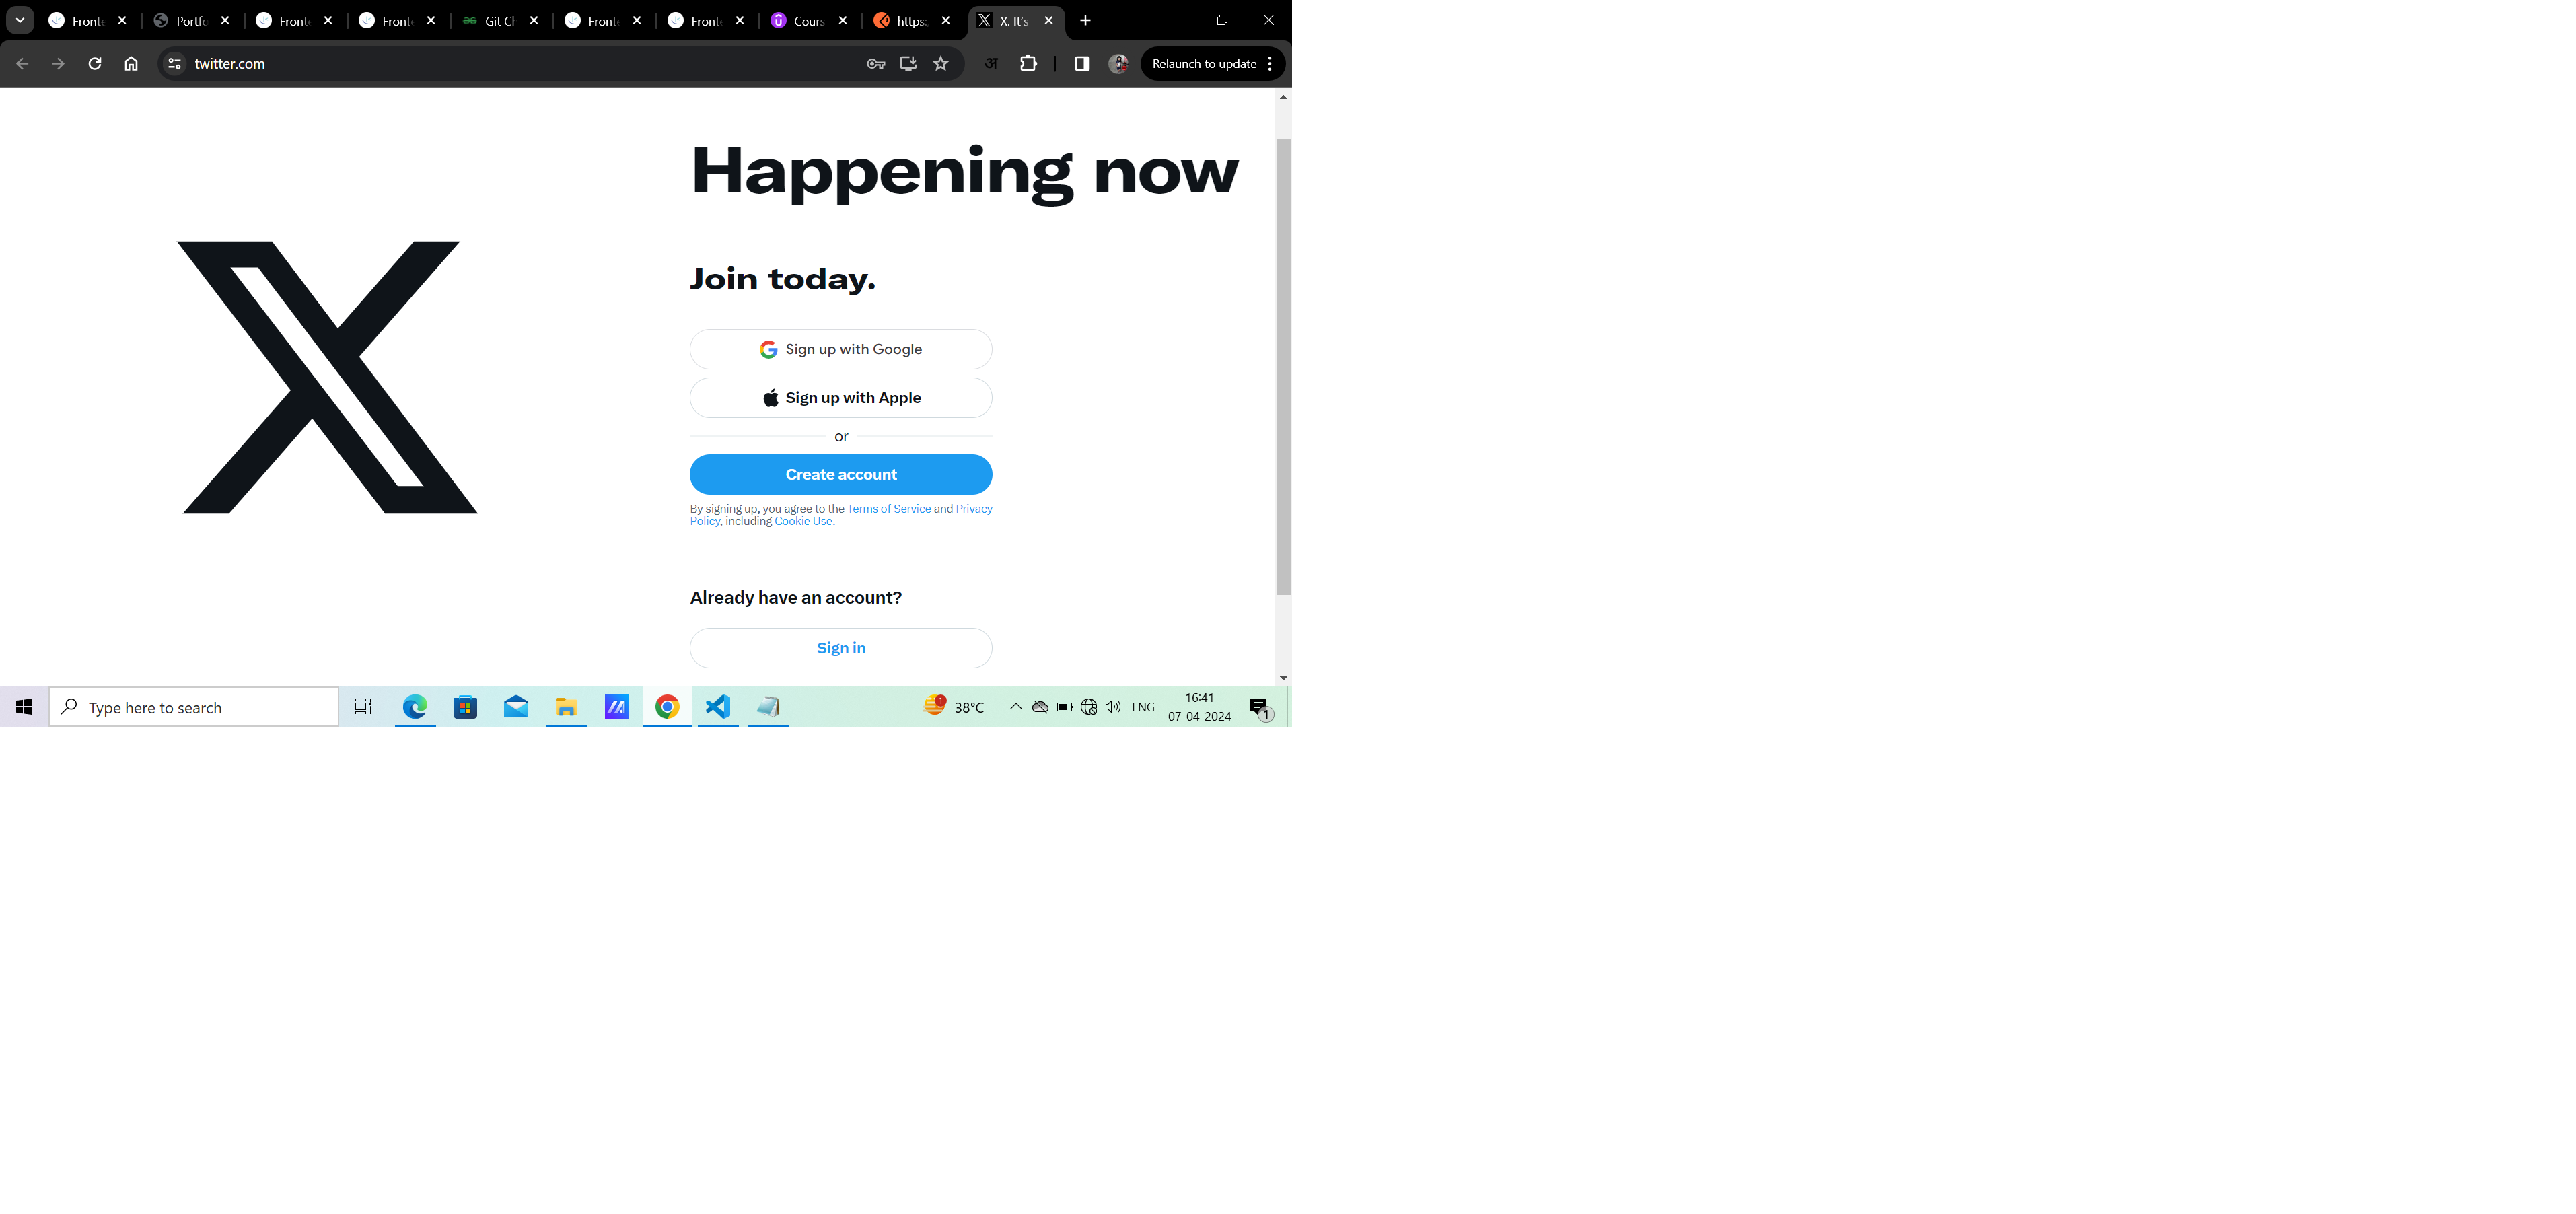 Fronte
Portfo
Fronte
Fronte
Git Ch
Fronte
Fronte
Cours
https:
X. It's
twitter.com
अ
Relaunch to update
Happening now
Join today.
Sign up with Google
Sign up with Apple
or
Create account
By signing up, you agree to the Terms of Service and Privacy
Policy, including Cookie Use.
Already have an account?
Sign in
Type here to search
1
38°C
ENG
16:41
07-04-2024
1